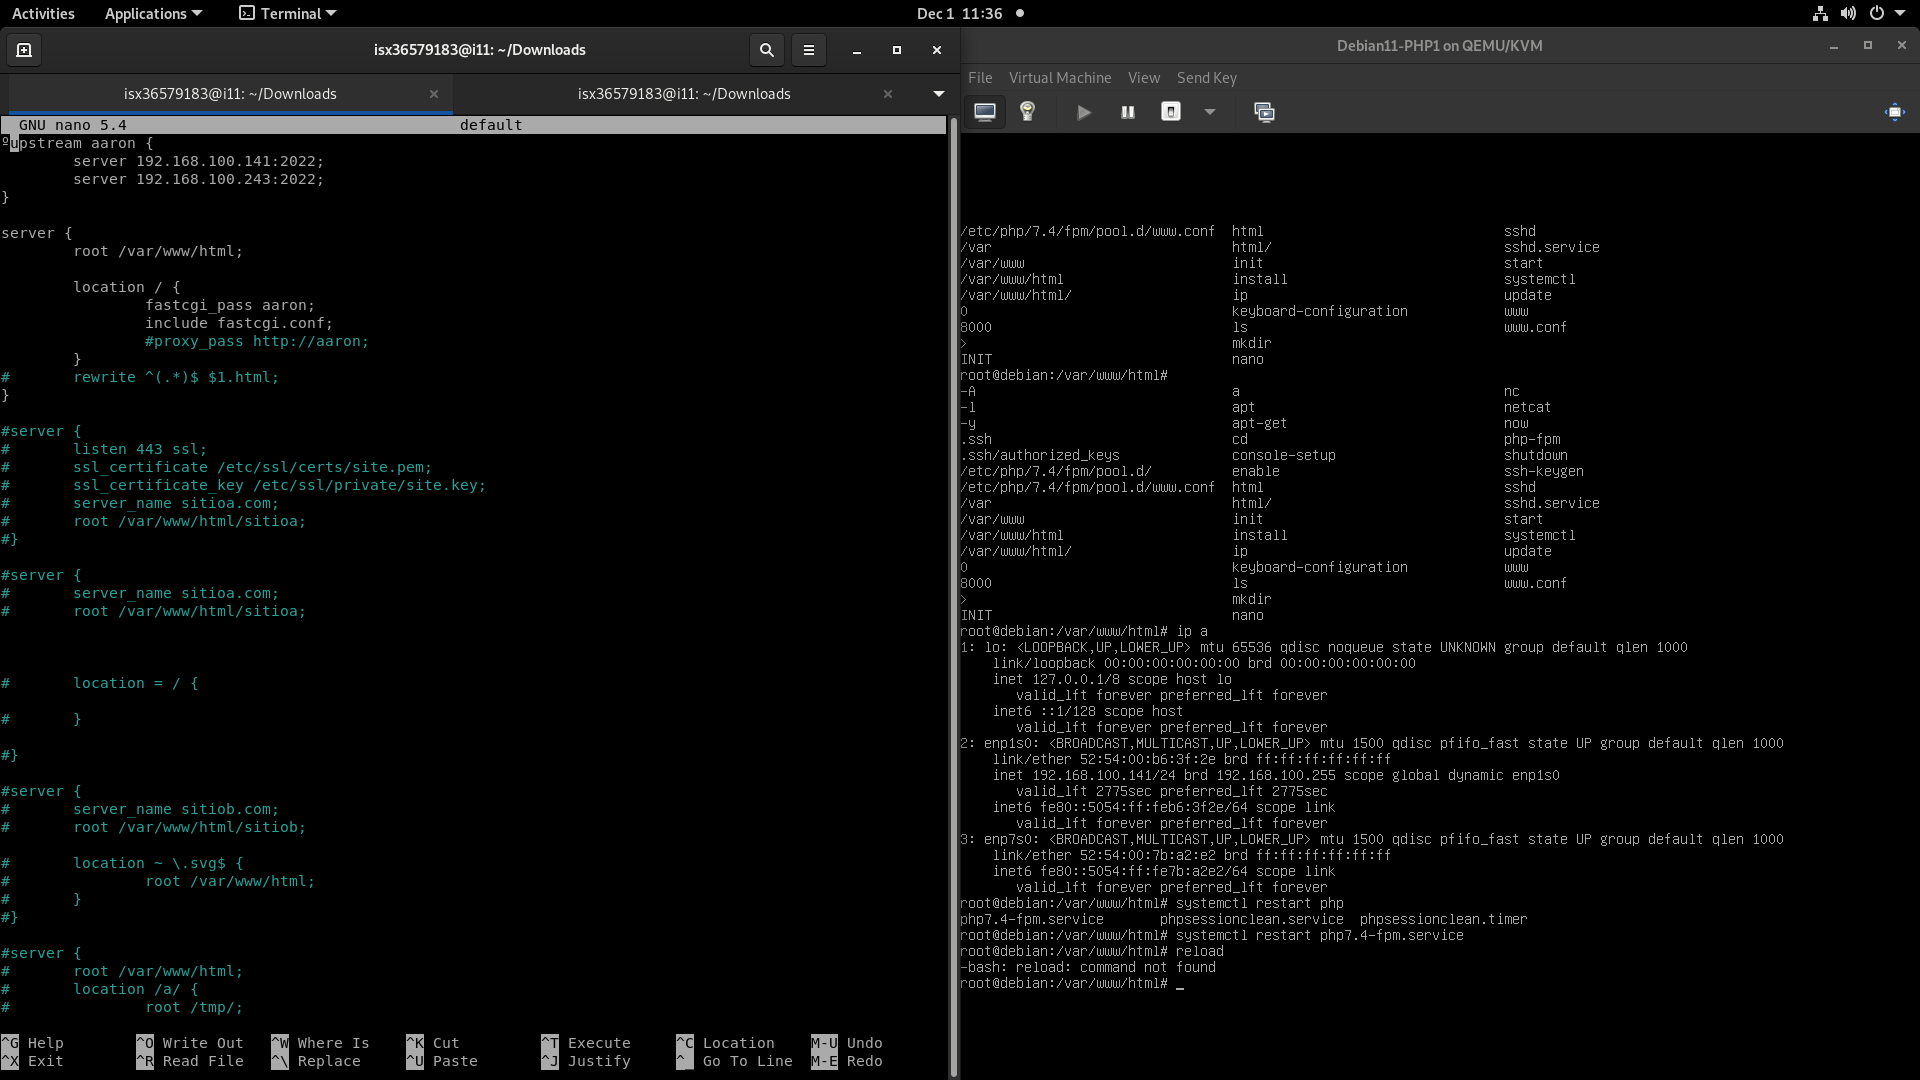 Activities Applications Terminal Dec 1 11:36
isx36579183@i11: ~/Downloads
isx36579183@i11: ~/Downloads isx36579183@i11: ~/Downloads
GNU nano 5.4 default
ºupstream aaron {
server 192.168.100.141:2022;
server 192.168.100.243:2022;
}
server {
root /var/www/html;
location / {
fastcgi_pass aaron;
include fastcgi.conf;
#proxy_pass http://aaron;
}
# rewrite ^(.*)$ $1.html;
}
#server {
# listen 443 ssl;
# ssl_certificate /etc/ssl/certs/site.pem;
# ssl_certificate_key /etc/ssl/private/site.key;
# server_name sitioa.com;
# root /var/www/html/sitioa;
#}
#server {
# server_name sitioa.com;
# root /var/www/html/sitioa;
# location = / {
# }
#}
#server {
# server_name sitiob.com;
# root /var/www/html/sitiob;
# location ~ \.svg$ {
# root /var/www/html;
# }
#}
#server {
# root /var/www/html;
# location /a/ {
# root /tmp/;
^G Help ^O Write Out ^W Where Is ^K Cut ^T Execute ^C Location M-U Undo
^X Exit ^R Read File ^\ Replace ^U Paste ^J Justify ^_ Go To Line M-E Redo
Debian11-PHP1 on QEMU/KVM
File Virtual Machine View Send Key
/etc/php/7.4/fpm/pool.d/www.conf html sshd
/var html/ sshd.service
/var/www init start
/var/www/html install systemctl
/var/www/html/ ip update
0 keyboard-configuration www
8000 ls www.conf
> mkdir
INIT nano
root@debian:/var/www/html#
-A a nc
-l apt netcat
-y apt-get now
.ssh cd php-fpm
.ssh/authorized_keys console-setup shutdown
/etc/php/7.4/fpm/pool.d/ enable ssh-keygen
/etc/php/7.4/fpm/pool.d/www.conf html sshd
/var html/ sshd.service
/var/www init start
/var/www/html install systemctl
/var/www/html/ ip update
0 keyboard-configuration www
8000 ls www.conf
> mkdir
INIT nano
root@debian:/var/www/html# ip a
1: lo: <LOOPBACK,UP,LOWER_UP> mtu 65536 qdisc noqueue state UNKNOWN group default qlen 1000
link/loopback 00:00:00:00:00:00 brd 00:00:00:00:00:00
inet 127.0.0.1/8 scope host lo
valid_lft forever preferred_lft forever
inet6 ::1/128 scope host
valid_lft forever preferred_lft forever
2: enp1s0: <BROADCAST,MULTICAST,UP,LOWER_UP> mtu 1500 qdisc pfifo_fast state UP group default qlen 1000
link/ether 52:54:00:b6:3f:2e brd ff:ff:ff:ff:ff:ff
inet 192.168.100.141/24 brd 192.168.100.255 scope global dynamic enp1s0
valid_lft 2775sec preferred_lft 2775sec
inet6 fe80::5054:ff:feb6:3f2e/64 scope link
valid_lft forever preferred_lft forever
3: enp7s0: <BROADCAST,MULTICAST,UP,LOWER_UP> mtu 1500 qdisc pfifo_fast state UP group default qlen 1000
link/ether 52:54:00:7b:a2:e2 brd ff:ff:ff:ff:ff:ff
inet6 fe80::5054:ff:fe7b:a2e2/64 scope link
valid_lft forever preferred_lft forever
root@debian:/var/www/html# systemctl restart php
php7.4-fpm.service phpsessionclean.service phpsessionclean.timer
root@debian:/var/www/html# systemctl restart php7.4-fpm.service
root@debian:/var/www/html# reload
-bash: reload: command not found
root@debian:/var/www/html# _